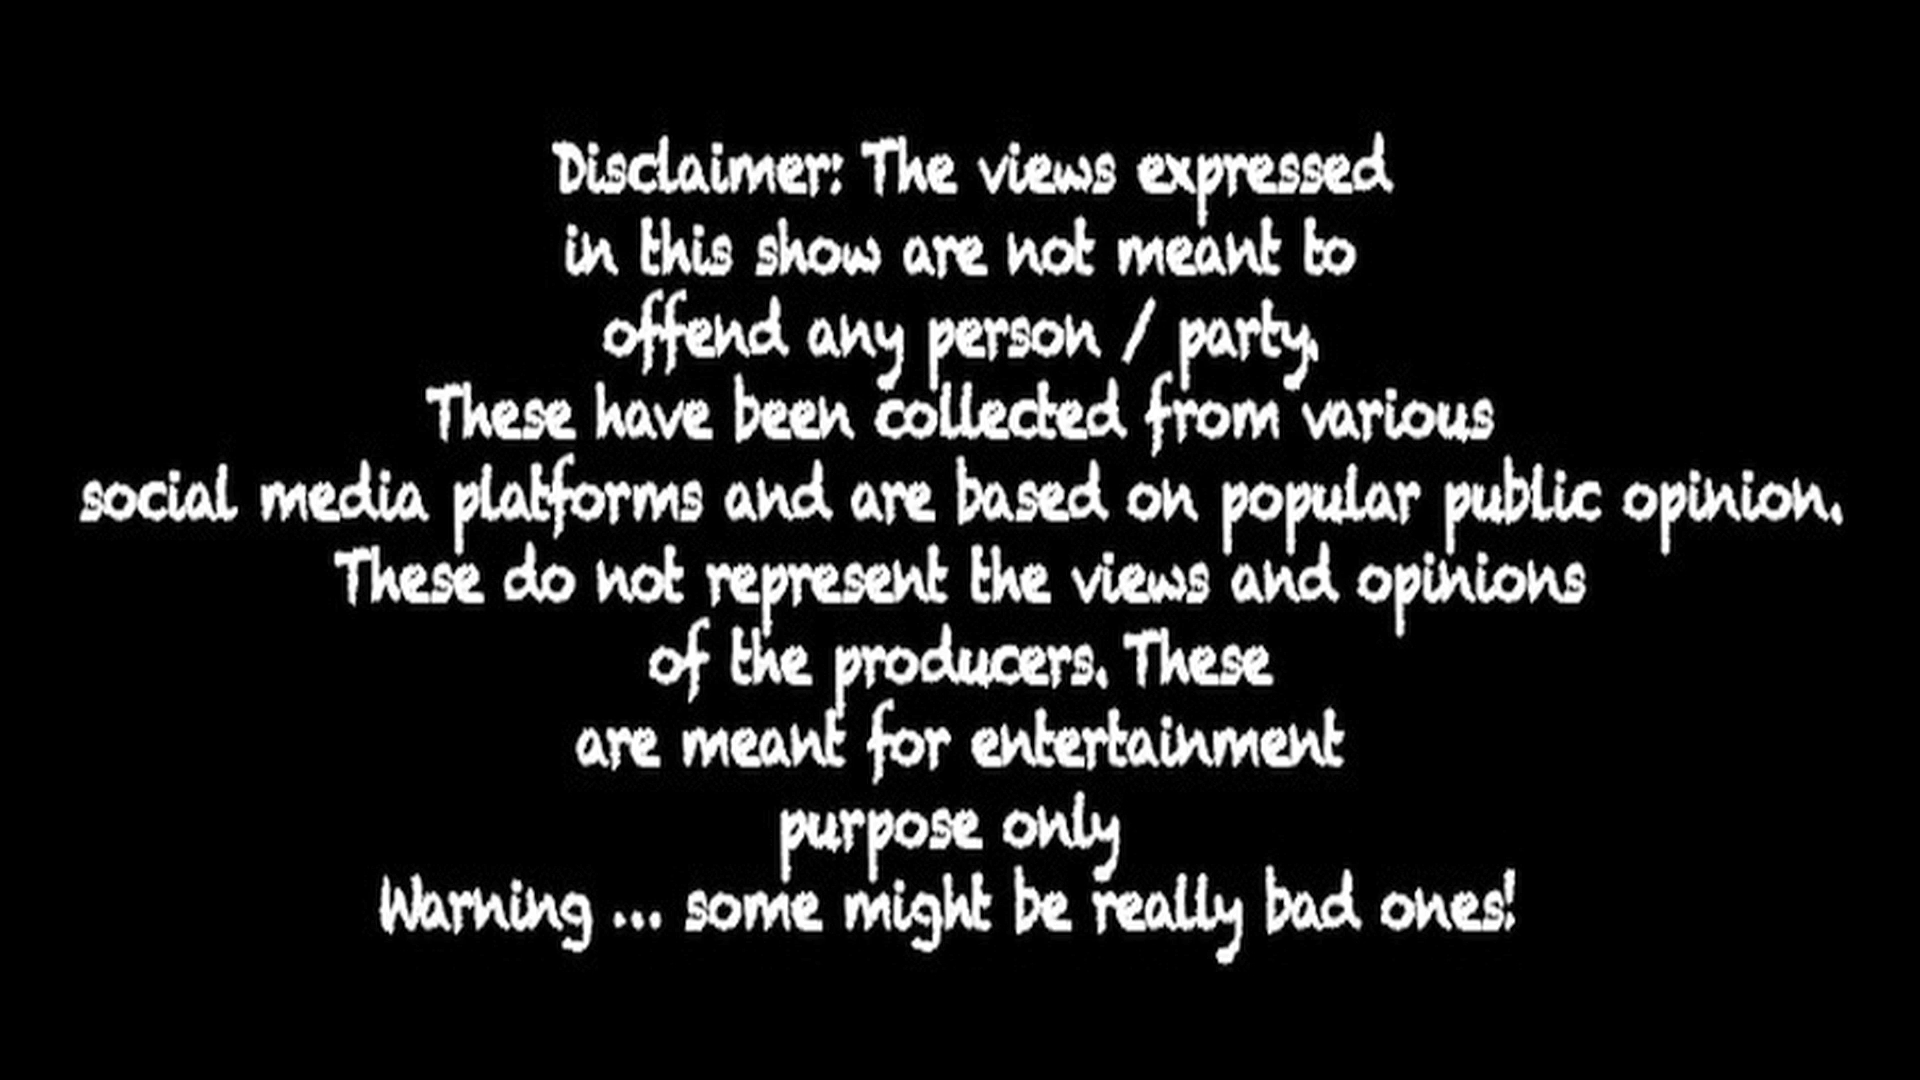 Disclaimer: The views expressed
in this show are not meant to
offend any person / party.
These have been collected from various
social media platforms and are based on popular public opinion.
These do not represent the views and opinions
of the producers. These
are meant for entertainment
purpose only
Warning ... some might be really bad ones!